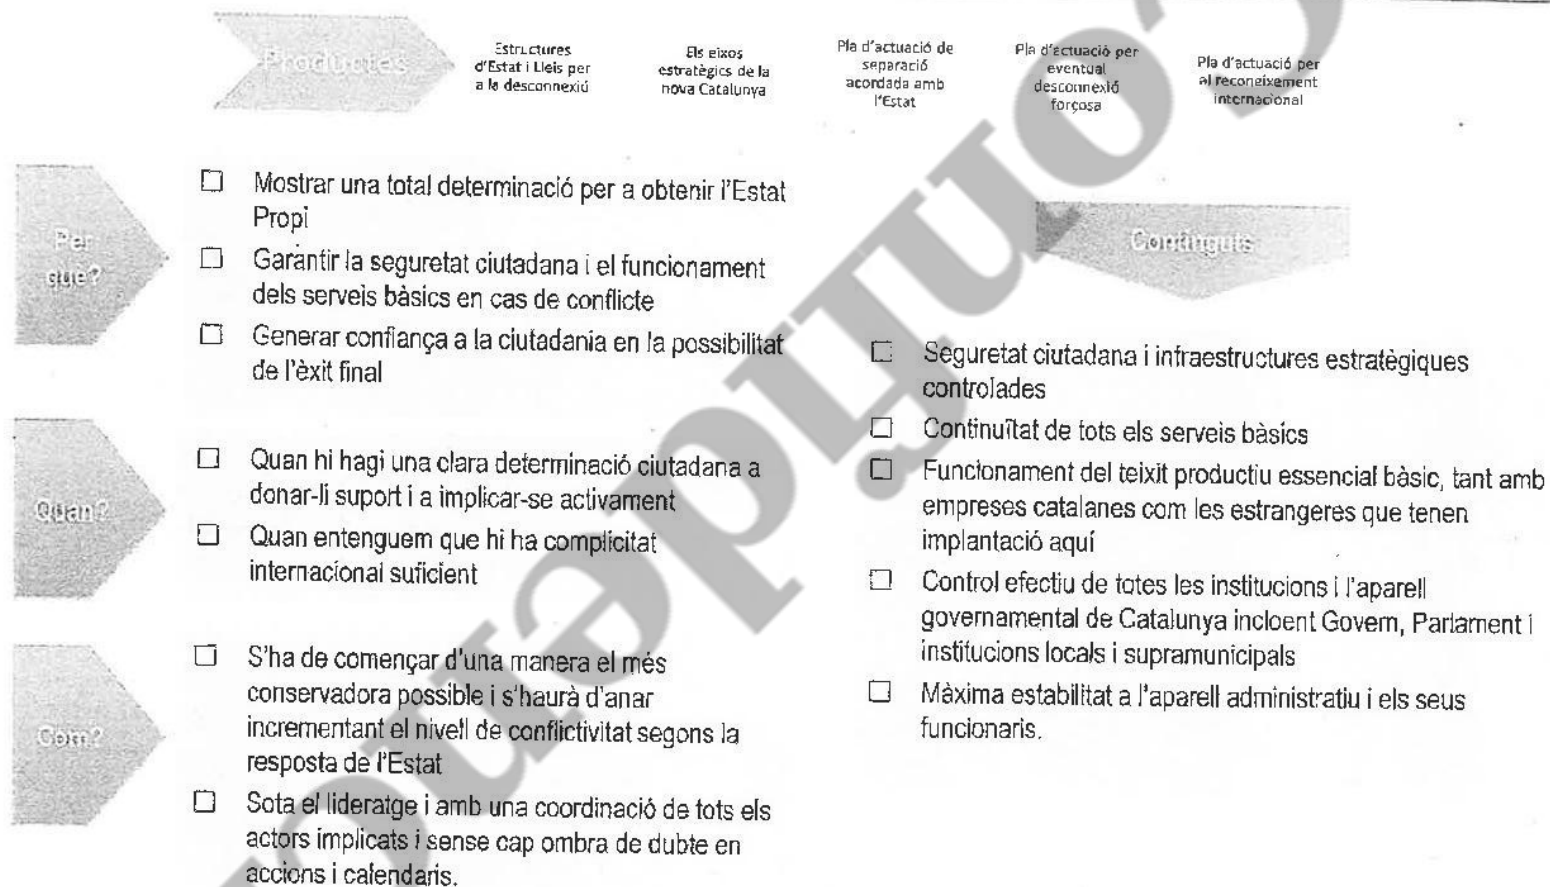 Productes
Estructures
d'Estat i Lleis per
a la desconnexió
Els eixos
estratègics de la
nova Catalunya
Pla d'actuació de
separació
acordada amb
l'Estat
Pla d'actuació per
eventual
desconnexió
forçosa
Pla d'actuació per
al reconeixement
internacional
Per
què?
Mostrar una total determinació per a obtenir l'Estat
Propi
Garantir la seguretat ciutadana i el funcionament
dels serveis bàsics en cas de conflicte
Generar confiança a la ciutadania en la possibilitat
de l'èxit final
Quan?
Quan hi hagi una clara determinació ciutadana a
donar-li suport i a implicar-se activament
Quan entenguem que hi ha complicitat
internacional suficient
Com?
S'ha de començar d'una manera el més
conservadora possible i s'haurà d'anar
incrementant el nivell de conflictivitat segons la
resposta de l'Estat
Sota el lideratge i amb una coordinació de tots els
actors implicats i sense cap ombra de dubte en
accions i calendaris.
Continguts
Seguretat ciutadana i infraestructures estratègiques
controlades
Continuïtat de tots els serveis bàsics
Funcionament del teixit productiu essencial bàsic, tant amb
empreses catalanes com les estrangeres que tenen
implantació aquí
Control efectiu de totes les institucions i l'aparell
governamental de Catalunya incloent Govern, Parlament i
institucions locals i supramunicipals
Màxima estabilitat a l'aparell administratiu i els seus
funcionaris.